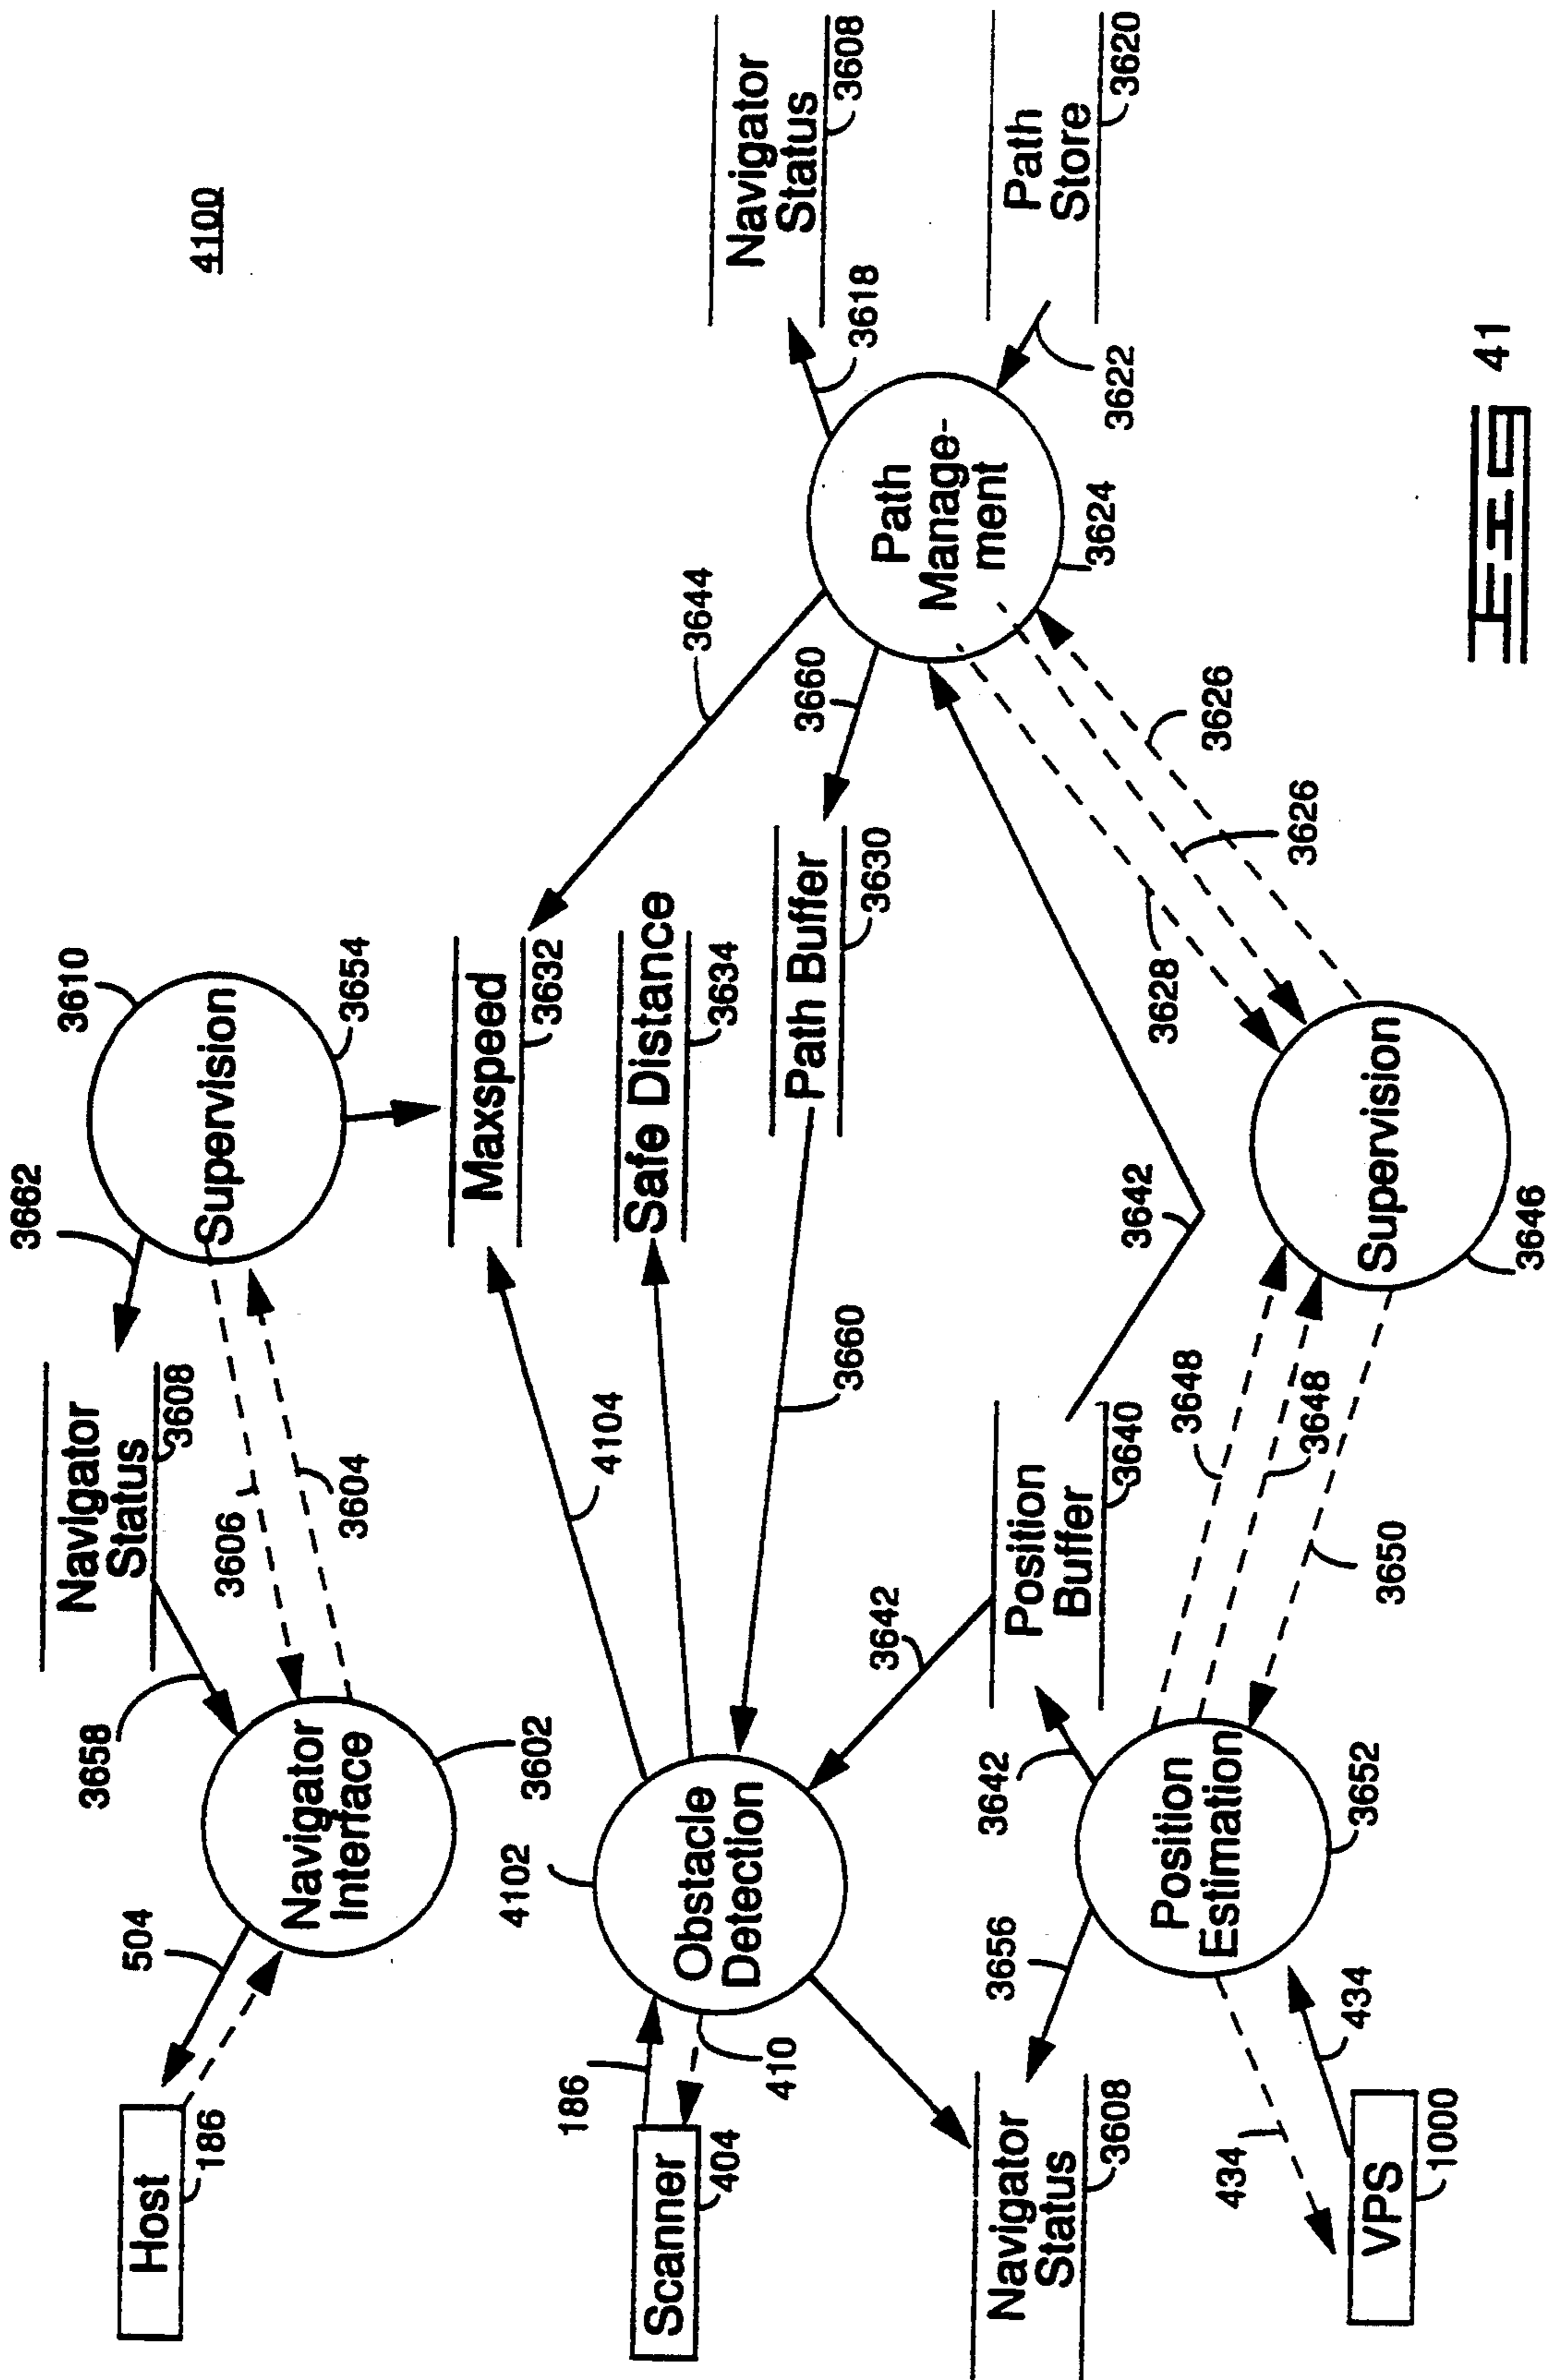 4100
Host
186
504
Navigator
Interface
3602
3658
Navigator
Status
3608
3606
3604
3662
Supervision
3610
3654
Maxspeed
3632
Safe Distance
3634
Path Buffer
3630
3644
3660
Navigator
Status
3608
3618
Path
Store
3620
3622
Path
Manage-
ment
3624
Scanner
404
186
410
Obstacle
Detection
4102
4104
3660
3642
Position
Buffer
3640
3642
3642
Navigator
Status
3608
3656
Position
Estimation
3652
VPS
1000
434
434
3648
3648
3650
Supervision
3646
3628
3626
3626
FIG 41